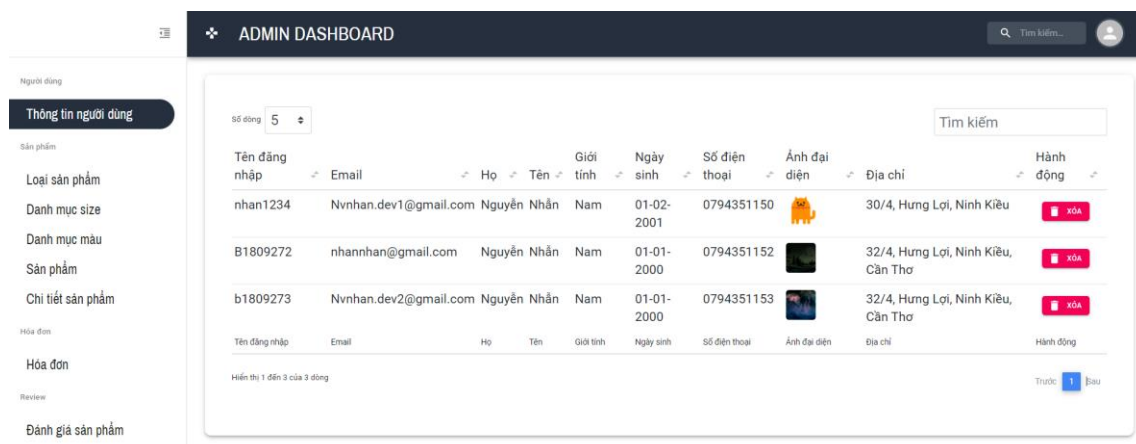 ADMIN DASHBOARD
Tìm kiếm...
Người dùng
Thông tin người dùng
Sản phẩm
Loại sản phẩm
Danh mục size
Danh mục màu
Sản phẩm
Chi tiết sản phẩm
Hóa đơn
Hóa đơn
Review
Đánh giá sản phẩm
Số dòng 5
Tìm kiếm
Tên đăng nhập Email Họ Tên Giới tính Ngày sinh Số điện thoại Ảnh đại diện Địa chỉ Hành động
nhan1234 Nvnhan.dev1@gmail.com Nguyễn Nhẫn Nam 01-02-2001 0794351150 30/4, Hưng Lợi, Ninh Kiều XÓA
B1809272 nhannhan@gmail.com Nguyễn Nhẫn Nam 01-01-2000 0794351152 32/4, Hưng Lợi, Ninh Kiều, Cần Thơ XÓA
b1809273 Nvnhan.dev2@gmail.com Nguyễn Nhẫn Nam 01-01-2000 0794351153 32/4, Hưng Lợi, Ninh Kiều, Cần Thơ XÓA
Tên đăng nhập Email Họ Tên Giới tính Ngày sinh Số điện thoại Ảnh đại diện Địa chỉ Hành động
Hiển thị 1 đến 3 của 3 dòng
Trước 1 Sau